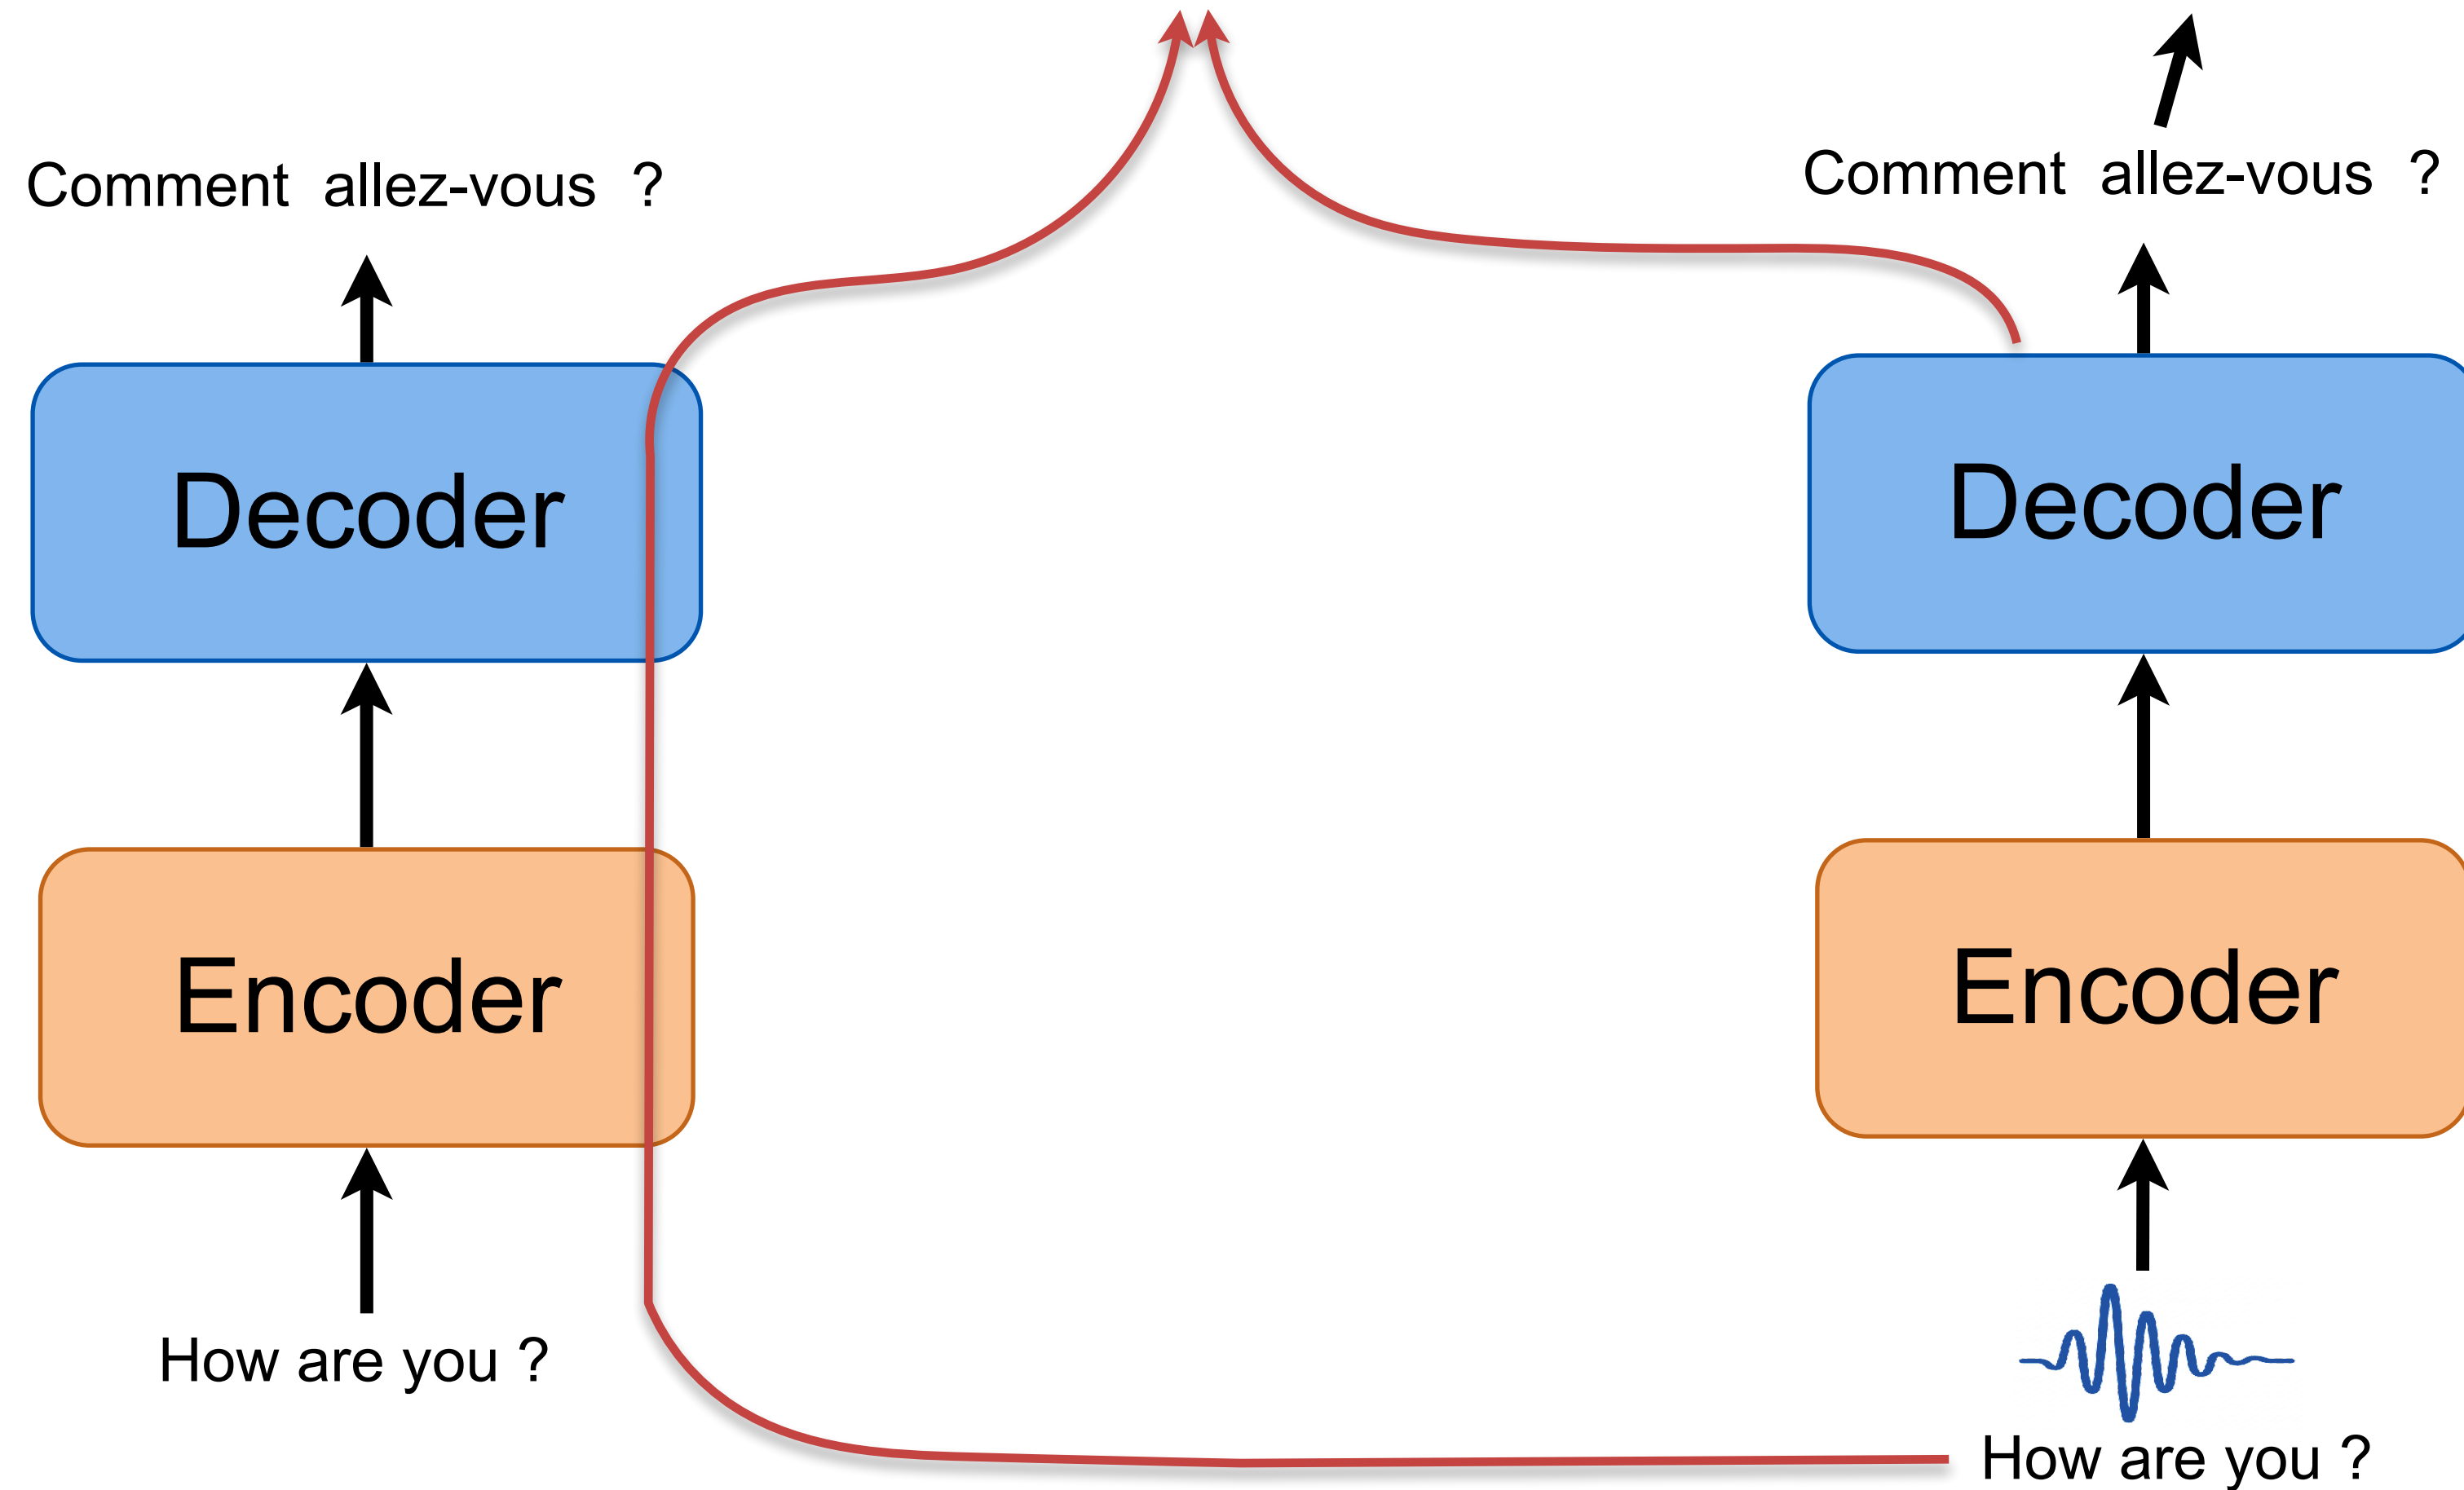 Comment allez-vous ?
Comment allez-vous ?
Decoder
Decoder
Encoder
Encoder
How are you ?
How are you ?